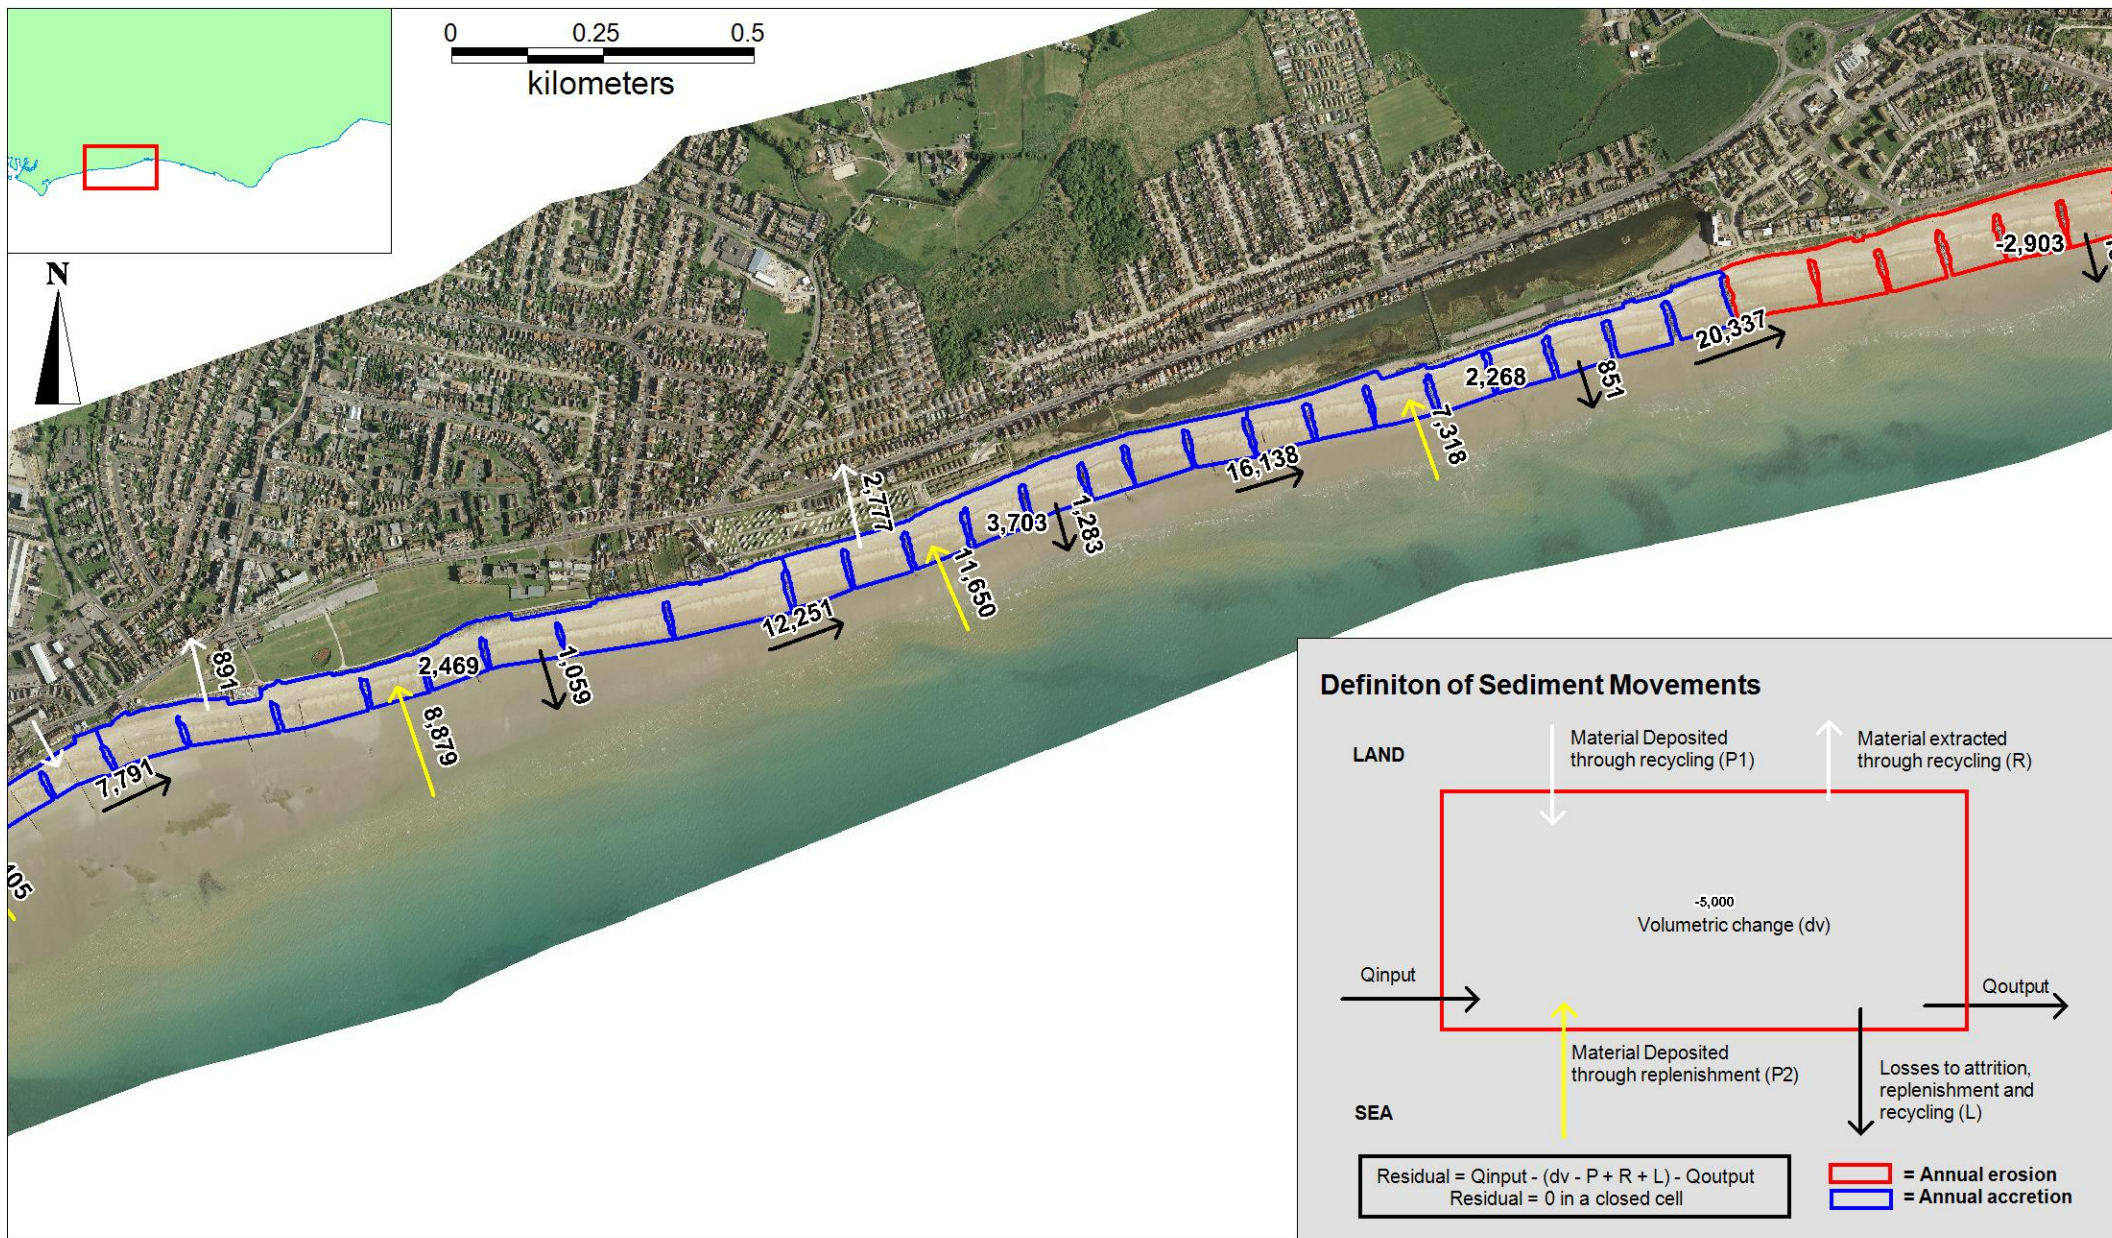 0 0.25 0.5
kilometers
N
-2,903
20,337
851
2,268
7,318
16,138
2,777
3,703
1,283
11,650
12,251
891
2,469
1,059
8,879
7,791
Definiton of Sediment Movements
LAND
Material Deposited
through recycling (P1)
Material extracted
through recycling (R)
-5,000
Volumetric change (dv)
Qinput
Qoutput
Material Deposited
through replenishment (P2)
Losses to attrition,
replenishment and
recycling (L)
SEA
Residual = Qinput - (dv - P + R + L) - Qoutput
Residual = 0 in a closed cell
= Annual erosion
= Annual accretion